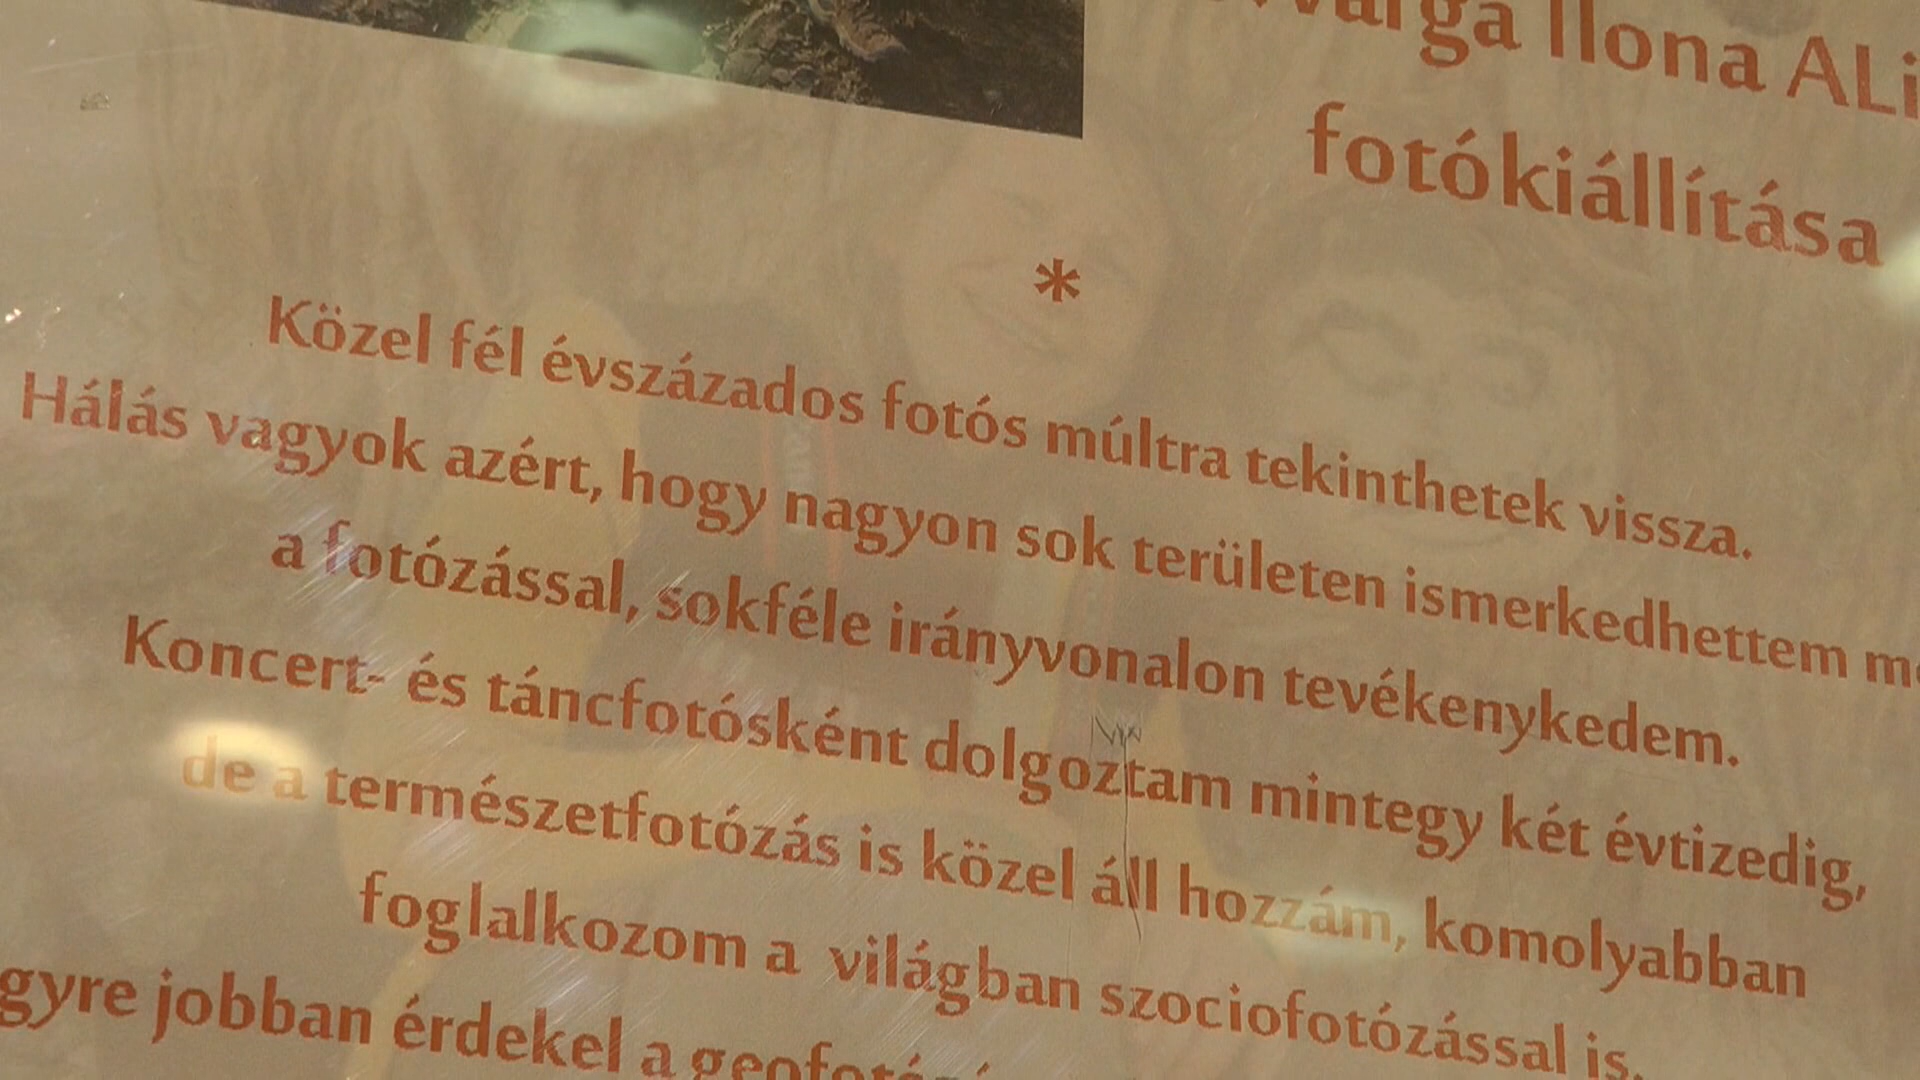 Ilona ALi
fotókiállítása
*
Közel fél évszázados fotós múltra tekinthetek vissza.
Hálás vagyok azért, hogy nagyon sok területen ismerkedhettem
a fotózással, sokféle irányvonalon tevékenykedem.
Koncert- és táncfotósként dolgoztam mintegy két évtizedig,
de a természetfotózás is közel áll hozzám, komolyabban
foglalkozom a világban szociofotózással is.
gyre jobban érdekel a